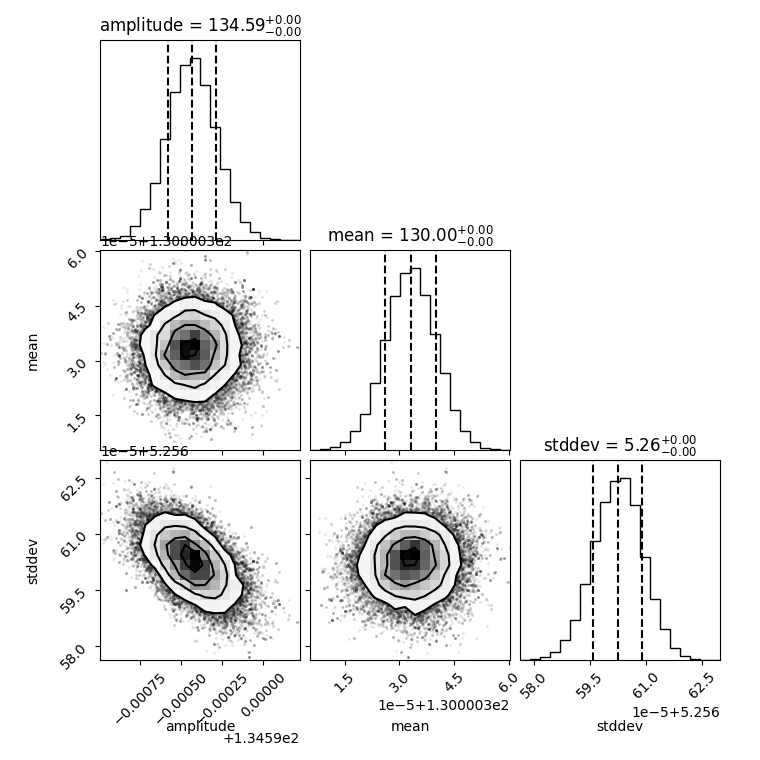 amplitude = 134.59+0.00 −0.00
1e−5+1.300003e2
mean = 130.00+0.00 −0.00
6.0
4.5
3.0
1.5
mean
1e−5+5.256
stddev = 5.26+0.00 −0.00
62.5
61.0
59.5
58.0
stddev
−0.00075
−0.00050
−0.00025
0.00000
+1.3459e2
amplitude
1.5
3.0
4.5
6.0
1e−5+1.300003e2
mean
58.0
59.5
61.0
62.5
1e−5+5.256
stddev